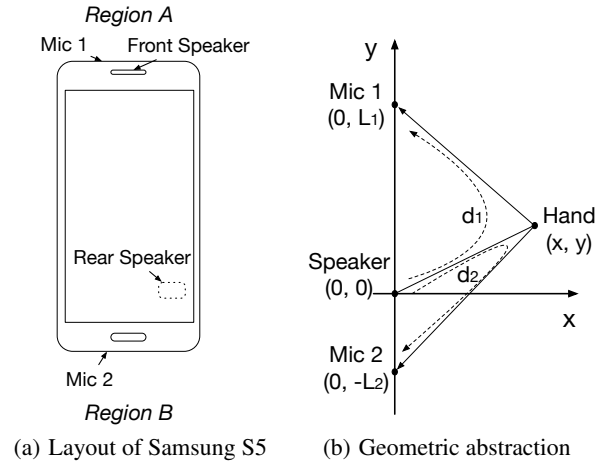 Region A
Mic 1
Front Speaker
Rear Speaker
Mic 2
Region B
(a) Layout of Samsung S5
y
Mic 1
(0, L1)
d1
Hand
(x, y)
Speaker
(0, 0)
d2
x
Mic 2
(0, -L2)
(b) Geometric abstraction